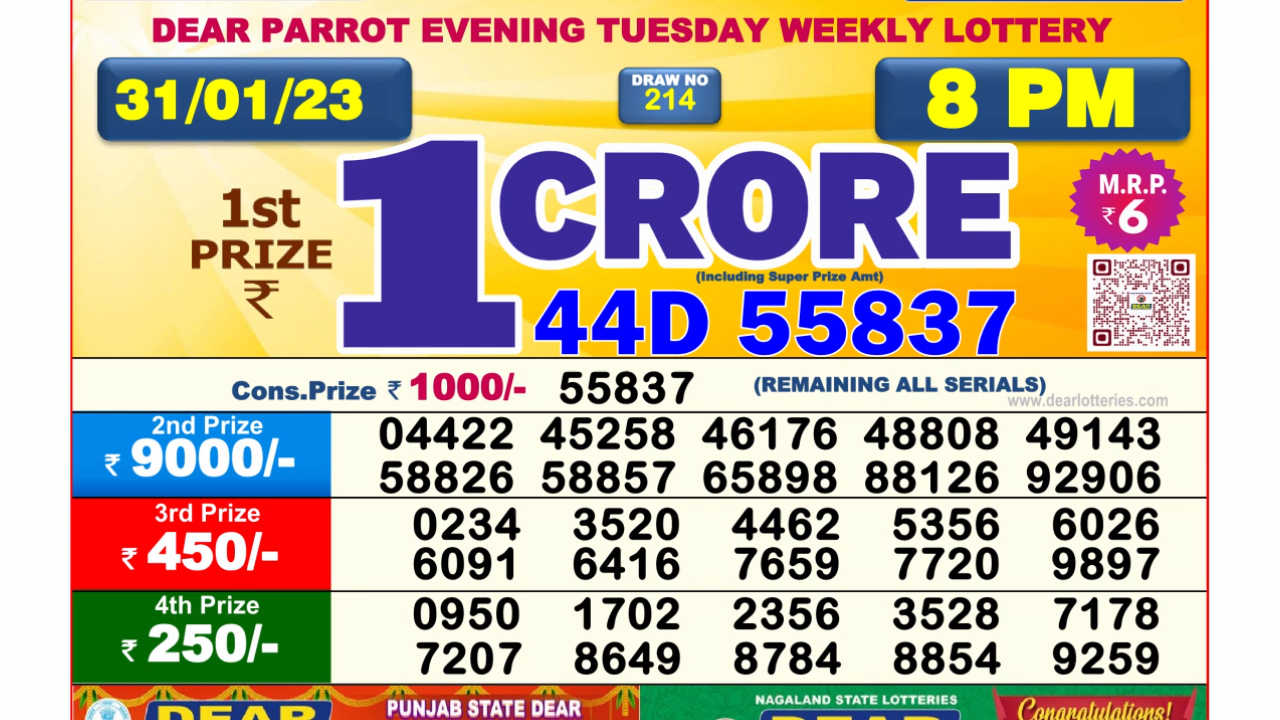 DEAR PARROT EVENING TUESDAY WEEKLY LOTTERY
31/01/23
DRAW NO
214
8 PM
1st
PRIZE
₹
1 CRORE
(Including Super Prize Amt)
44D 55837
M.R.P.
₹ 6
Cons.Prize ₹ 1000/- 55837 (REMAINING ALL SERIALS)
www.dearlotteries.com
2nd Prize
₹ 9000/-
04422 45258 46176 48808 49143
58826 58857 65898 88126 92906
3rd Prize
₹ 450/-
0234 3520 4462 5356 6026
6091 6416 7659 7720 9897
4th Prize
₹ 250/-
0950 1702 2356 3528 7178
7207 8649 8784 8854 9259
DEAR
PUNJAB STATE DEAR
NAGALAND STATE LOTTERIES
DEAR
Congratulations!